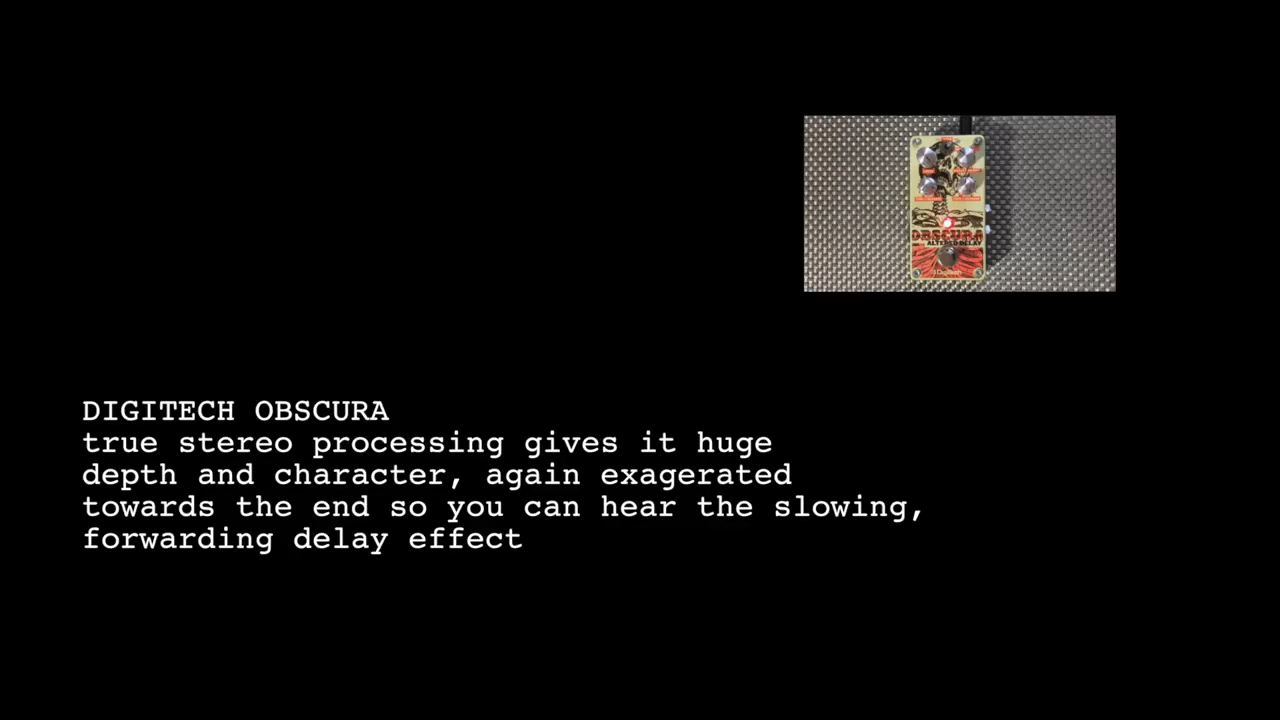 OBSCURA
ALTERED DELAY
DigiTech
DIGITECH OBSCURA
true stereo processing gives it huge
depth and character, again exagerated
towards the end so you can hear the slowing,
forwarding delay effect